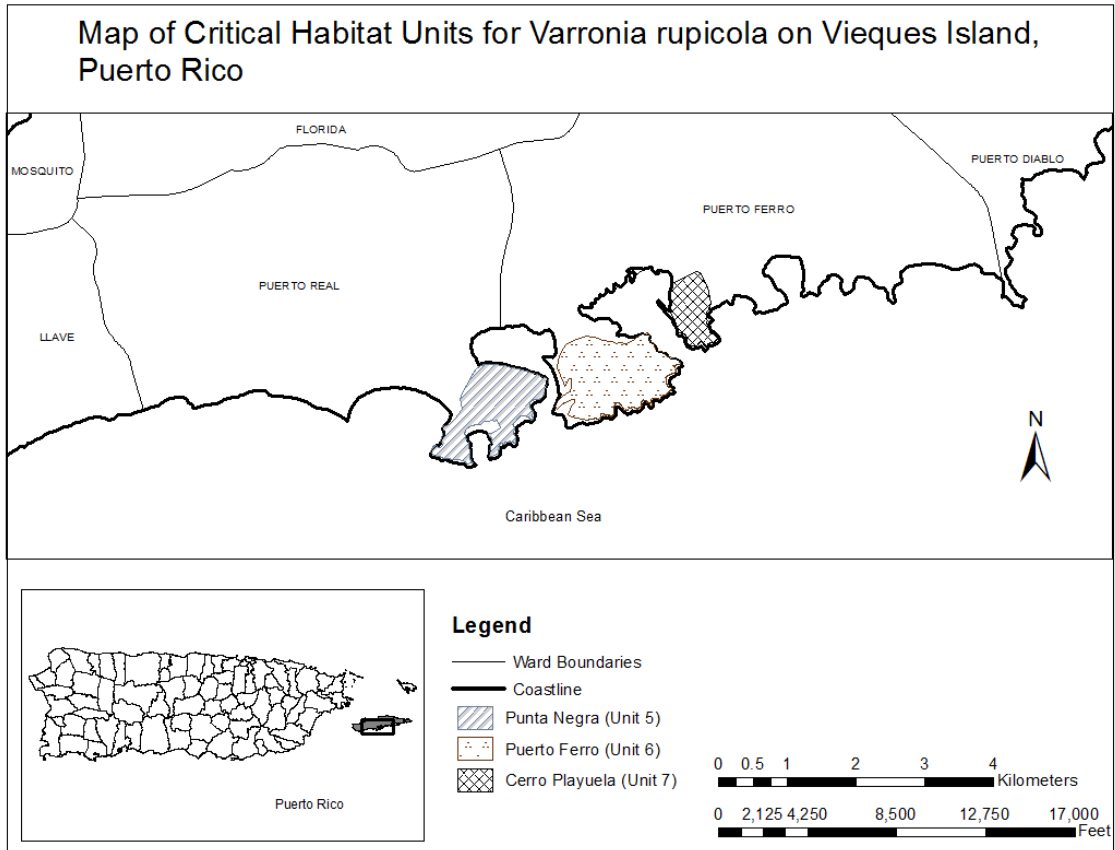 Map of Critical Habitat Units for Varronia rupicola on Vieques Island,
Puerto Rico
FLORIDA
MOSQUITO
PUERTO DIABLO
PUERTO FERRO
PUERTO REAL
LLAVE
N
Caribbean Sea
Legend
Ward Boundaries
Coastline
Punta Negra (Unit 5)
Puerto Ferro (Unit 6)
Cerro Playuela (Unit 7)
Puerto Rico
0 0.5 1 2 3 4
Kilometers
0 2,125 4,250 8,500 12,750 17,000
Feet